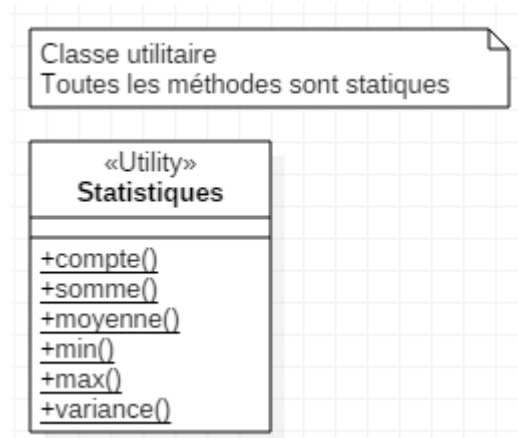 Classe utilitaire
Toutes les méthodes sont statiques
«Utility»
Statistiques
+compte()
+somme()
+moyenne()
+min()
+max()
+variance()